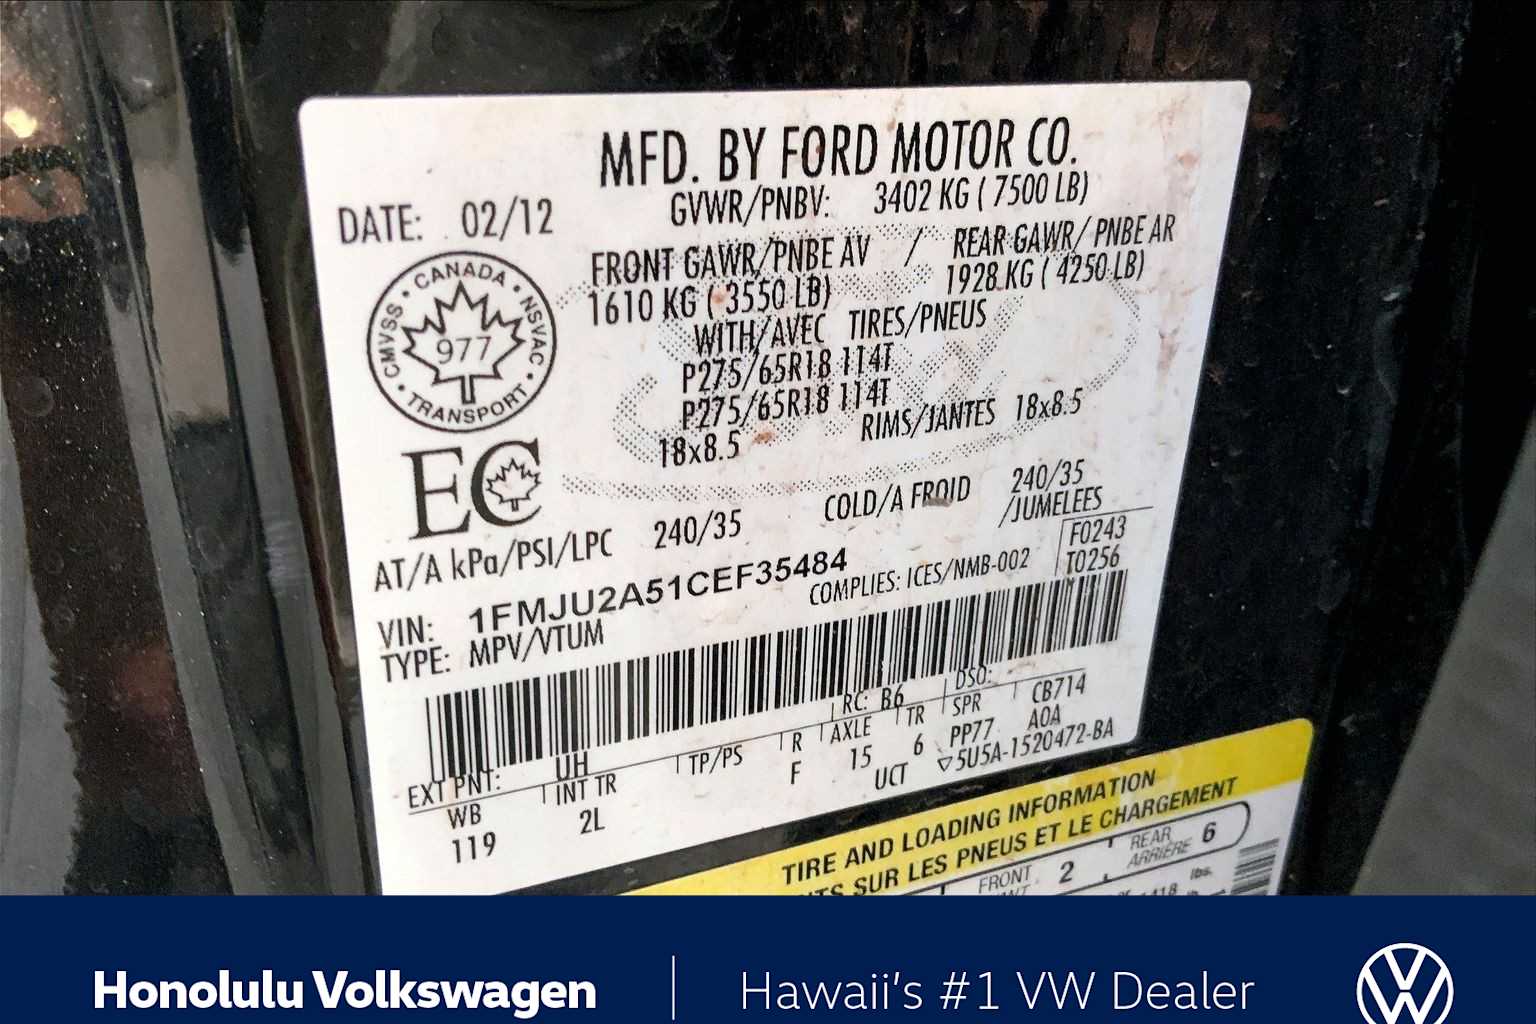 MFD. BY FORD MOTOR CO.
DATE: 02/12
GVWR/PNBV: 3402 KG ( 7500 LB)
FRONT GAWR/PNBE AV / REAR GAWR/ PNBE AR
1610 KG ( 3550 LB) 1928 KG ( 4250 LB)
WITH/AVEC TIRES/PNEUS
P275/65R18 114T
P275/65R18 114T
18x8.5 RIMS/JANTES 18x8.5
CMVSS • CANADA • NSVAC • TRANSPORT •
977
EC
AT/A kPa/PSI/LPC 240/35 COLD/A FROID 240/35
/JUMELEES
VIN: 1FMJU2A51CEF35484
F0243
T0256
TYPE: MPV/VTUM COMPLIES: ICES/NMB-002
EXT PNT: UH RC: B6 DSO:
WB INT TR TP/PS R AXLE TR SPR CB714
119 2L F 15 6 PP77 A0A
UCT 5U5A-1520472-BA
TIRE AND LOADING INFORMATION
SUR LES PNEUS ET LE CHARGEMENT
FRONT 2 REAR ARRIÈRE 6
lbs.
Honolulu Volkswagen | Hawaii's #1 VW Dealer